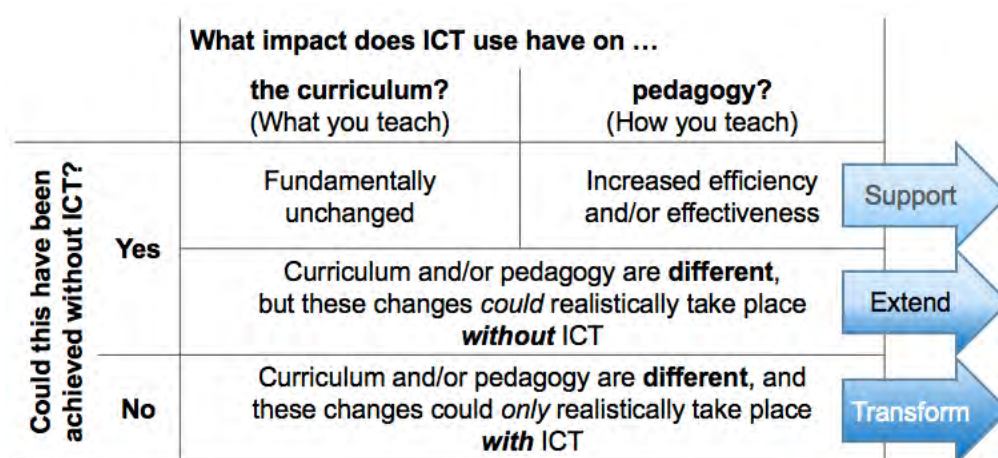 What impact does ICT use have on …
the curriculum?
(What you teach)
pedagogy?
(How you teach)
Could this have been
achieved without ICT?
Yes
Fundamentally
unchanged
Increased efficiency
and/or effectiveness
Support
Curriculum and/or pedagogy are different,
but these changes could realistically take place
without ICT
Extend
No
Curriculum and/or pedagogy are different, and
these changes could only realistically take place
with ICT
Transform